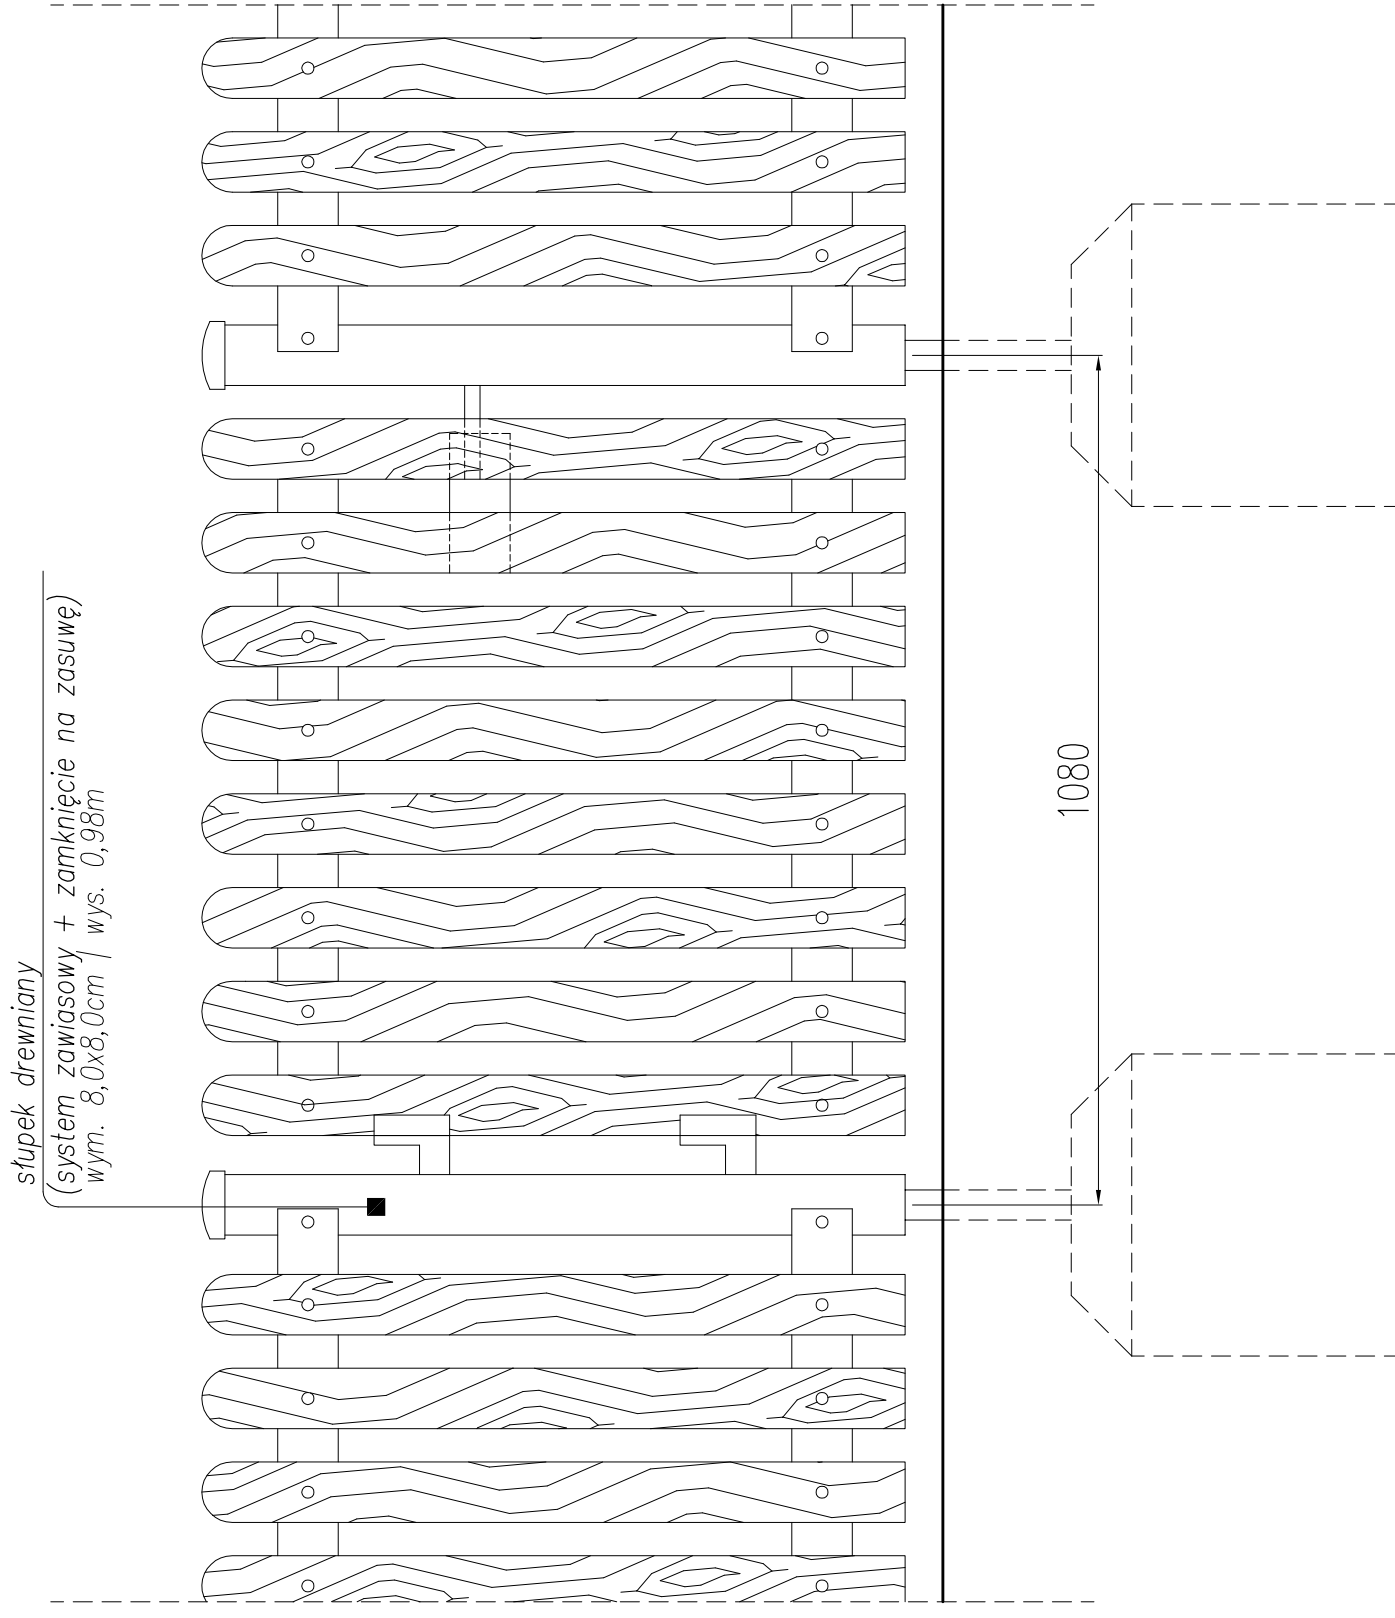 słupek drewniany
(system zawiasowy + zamknięcie na zasuwę)
wym. 8,0x8,0cm / wys. 0,98m
1080